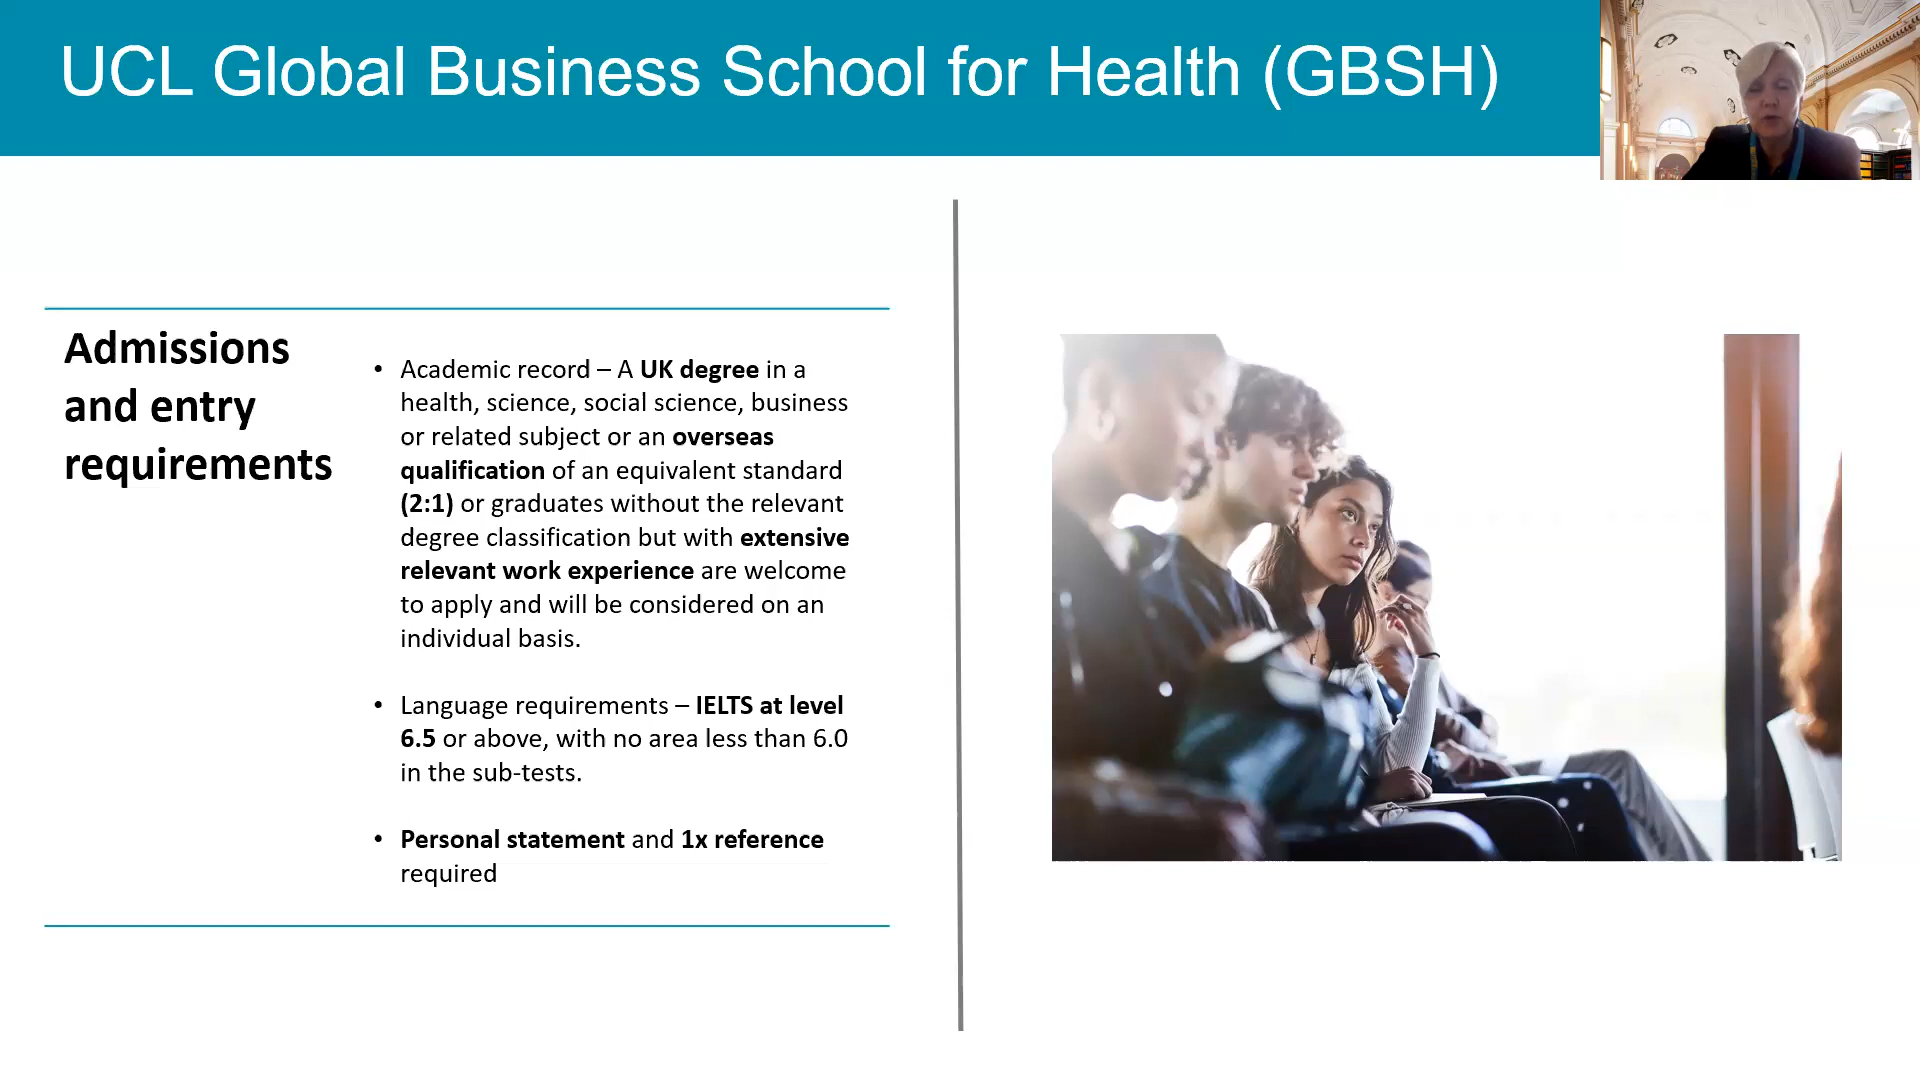 UCL Global Business School for Health (GBSH)
Admissions
and entry
requirements
• Academic record – A UK degree in a
health, science, social science, business
or related subject or an overseas
qualification of an equivalent standard
(2:1) or graduates without the relevant
degree classification but with extensive
relevant work experience are welcome
to apply and will be considered on an
individual basis.
• Language requirements – IELTS at level
6.5 or above, with no area less than 6.0
in the sub-tests.
• Personal statement and 1x reference
required